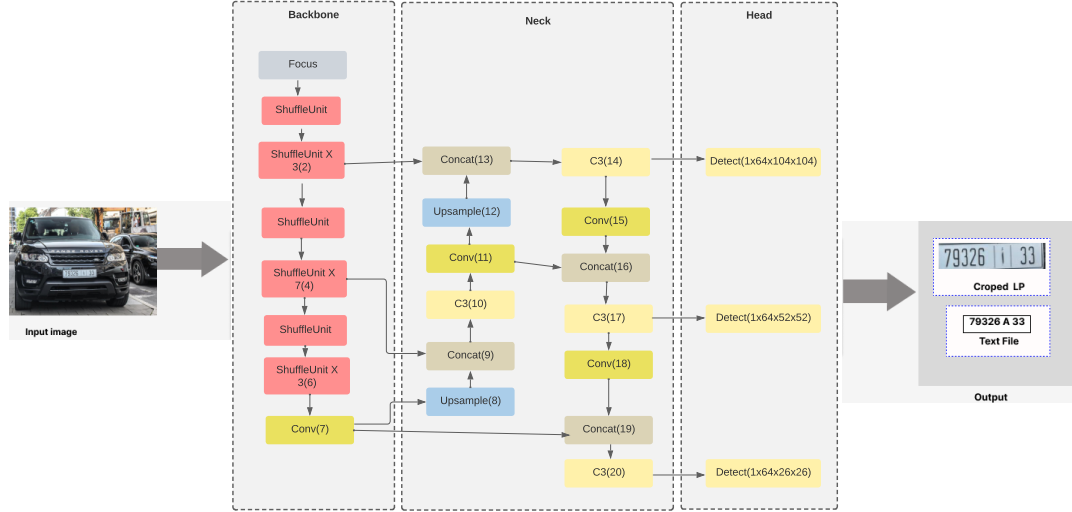 Backbone
Neck
Head
Focus
ShuffleUnit
ShuffleUnit X
3(2)
ShuffleUnit
ShuffleUnit X
7(4)
ShuffleUnit
ShuffleUnit X
3(6)
Conv(7)
Concat(13)
Upsample(12)
Conv(11)
C3(10)
Concat(9)
Upsample(8)
C3(14)
Conv(15)
Concat(16)
C3(17)
Conv(18)
Concat(19)
C3(20)
Detect(1x64x104x104)
Detect(1x64x52x52)
Detect(1x64x26x26)
Input image
79326 33
Croped LP
79326 A 33
Text File
Output